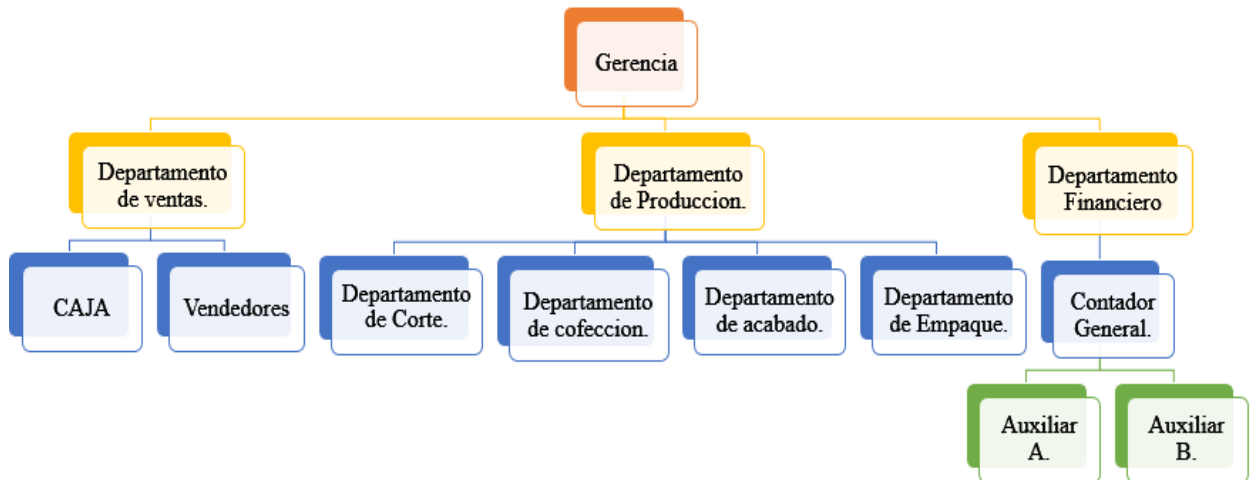 Gerencia
Departamento
de ventas.
Departamento
de Produccion.
Departamento
Financiero
CAJA
Vendedores
Departamento
de Corte.
Departamento
de cofeccion.
Departamento
de acabado.
Departamento
de Empaque.
Contador
General.
Auxiliar
A.
Auxiliar
B.